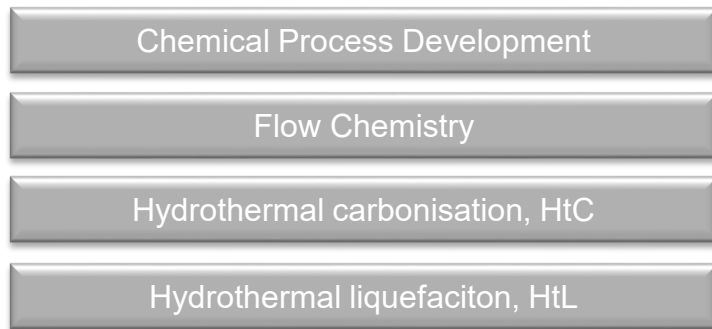 Chemical Process Development
Flow Chemistry
Hydrothermal carbonisation, HtC
Hydrothermal liquefaciton, HtL